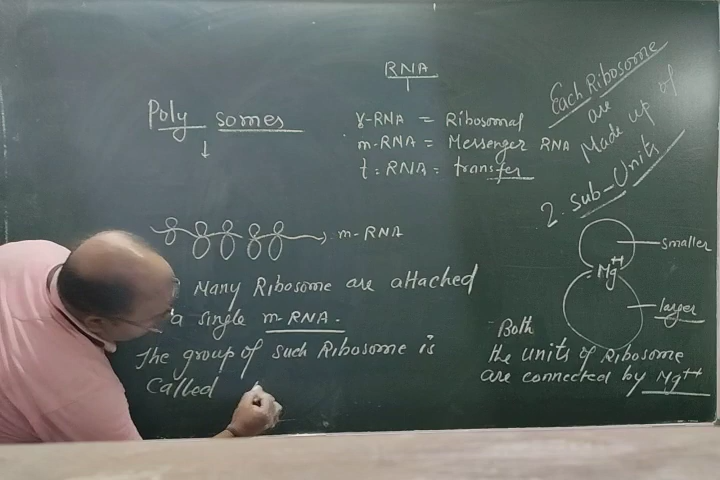 RNA
Poly somes
r-RNA = Ribosomal
m-RNA = Messenger RNA
t-RNA = transfer
Each Ribosome
are
Made up of
2. Sub-Units
m-RNA
smaller
Mg++
larger
Many Ribosome are attached
a single m-RNA.
The group of such Ribosome is
Called
Both
the units of Ribosome
are connected by Mg++